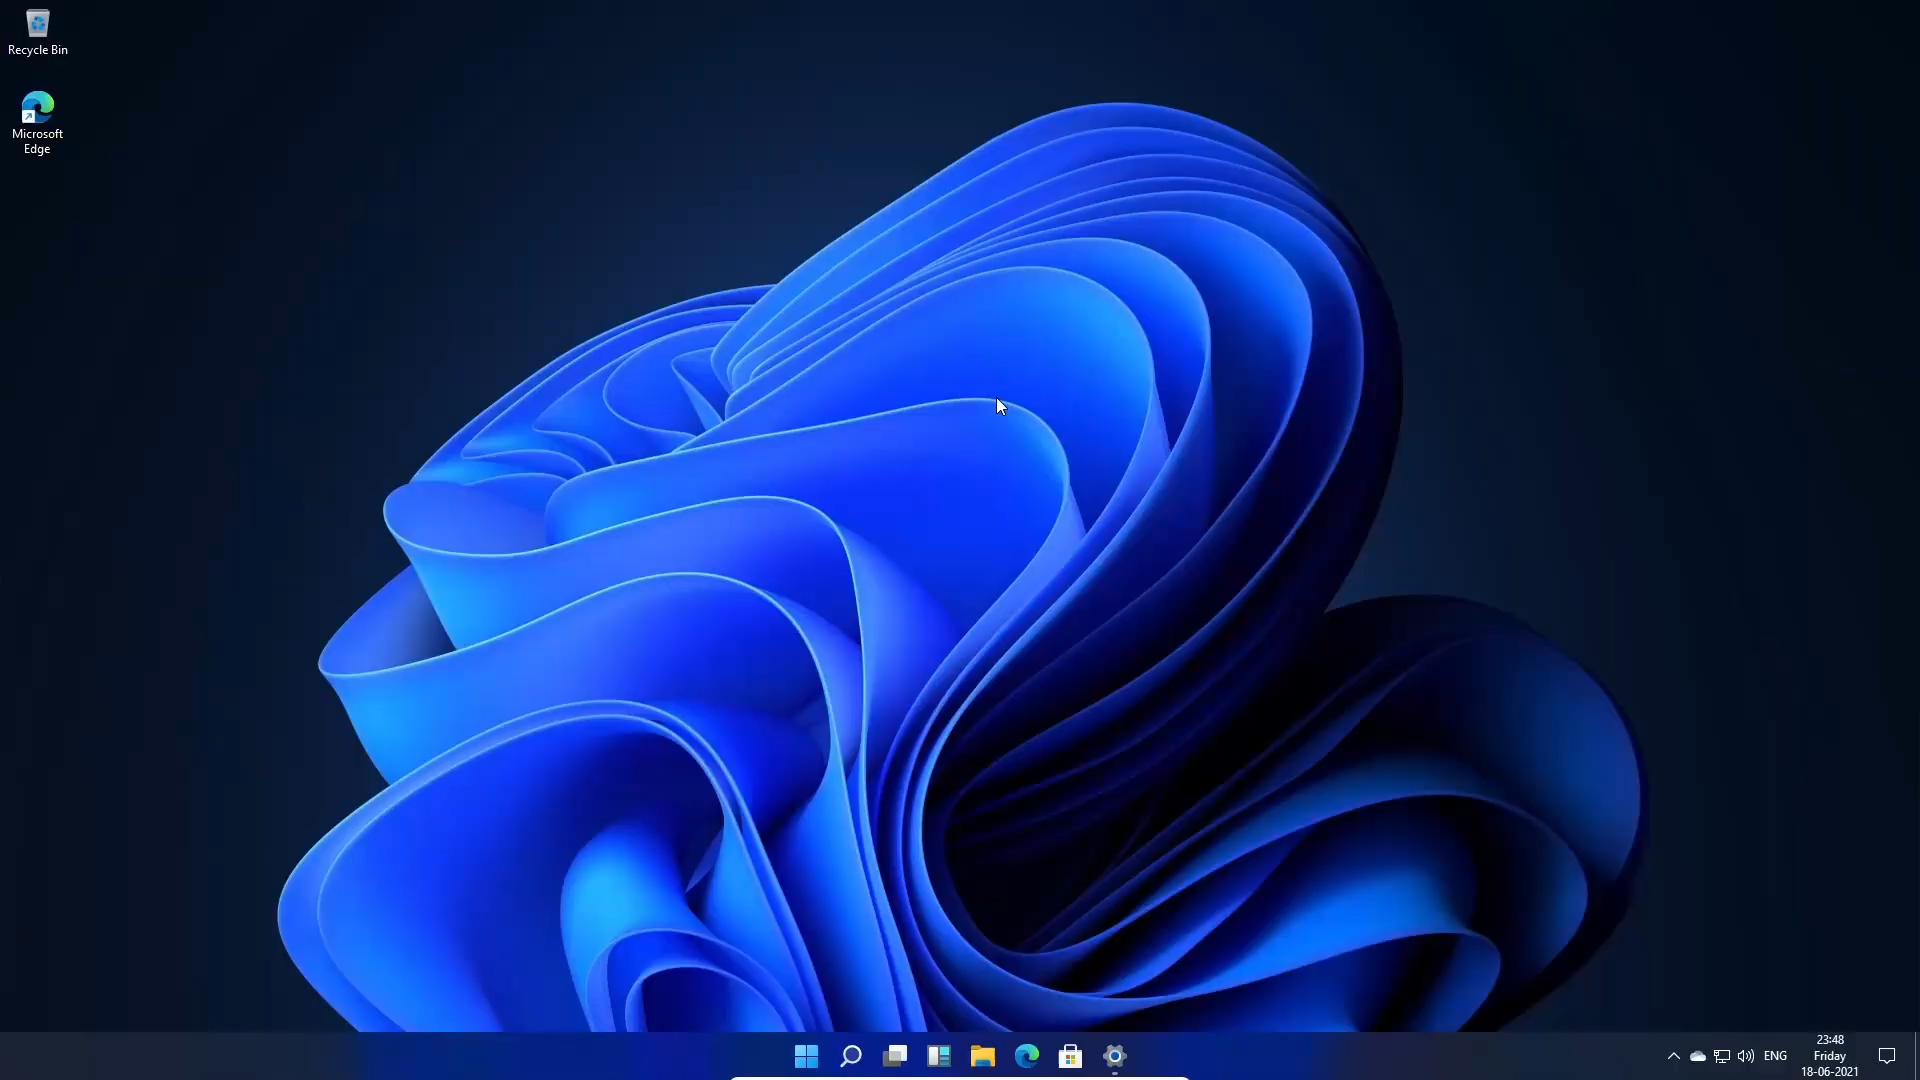 Recycle Bin
Microsoft
Edge
23:48
ENG
Friday
18-06-2021